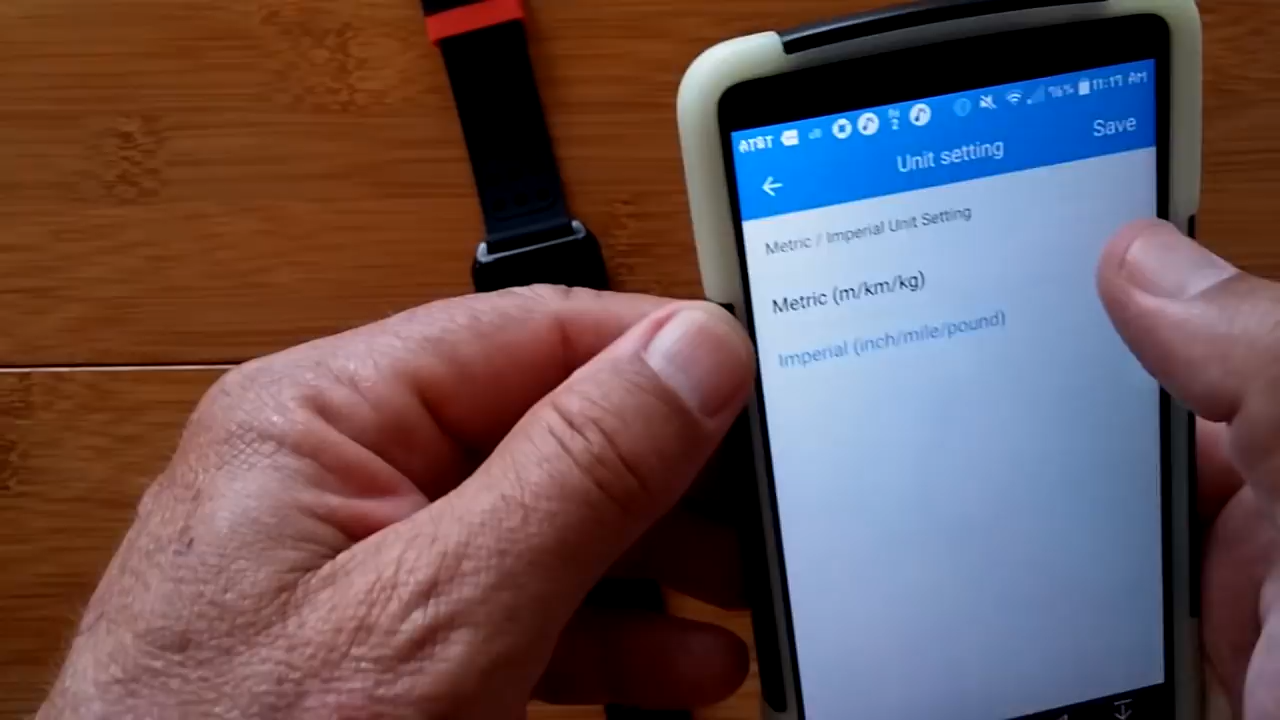 AT&T 96% 11:17 AM
Unit setting
Save
Metric / Imperial Unit Setting
Metric (m/km/kg)
Imperial (inch/mile/pound)